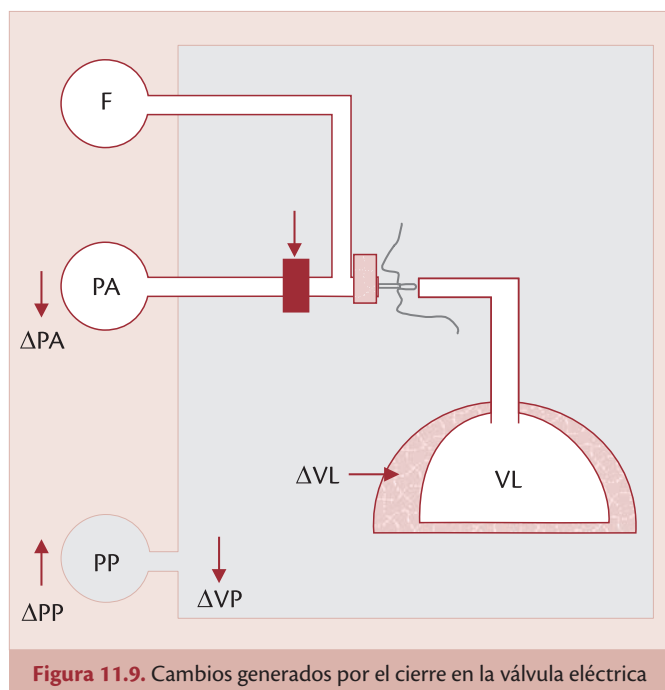 F
PA
ΔPA
ΔVL
VL
PP
ΔPP
ΔVP
Figura 11.9. Cambios generados por el cierre en la válvula eléctrica